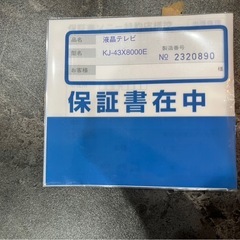 品名 液晶テレビ
型名 KJ-43X8000E 製造番号
№ 2320890
お客様 様
保証書在中